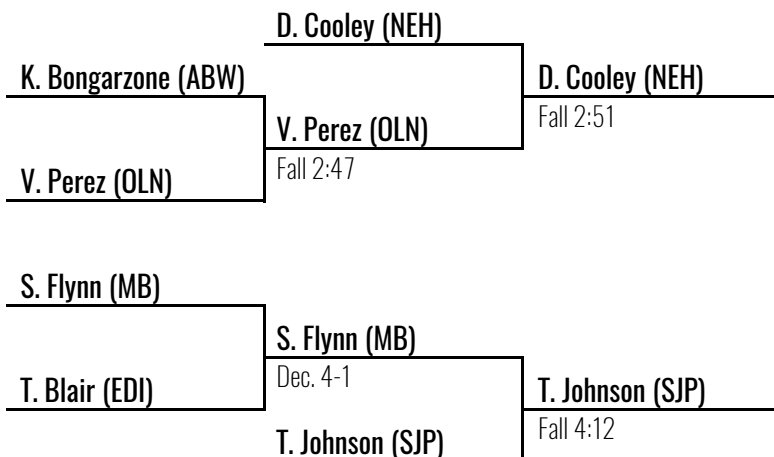 D. Cooley (NEH)
K. Bongarzone (ABW)
D. Cooley (NEH)
Fall 2:51
V. Perez (OLN)
Fall 2:47
V. Perez (OLN)
S. Flynn (MB)
S. Flynn (MB)
Dec. 4-1
T. Blair (EDI)
T. Johnson (SJP)
Fall 4:12
T. Johnson (SJP)